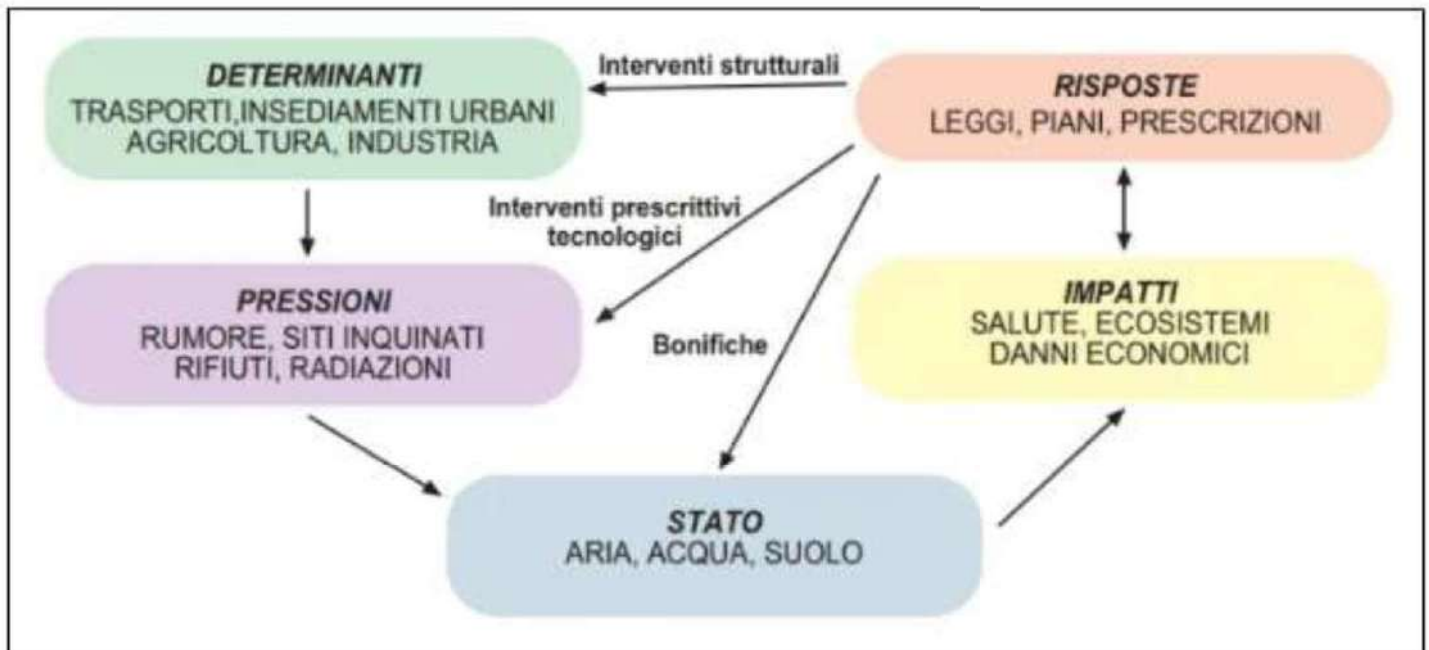 DETERMINANTI
TRASPORTI,INSEDIAMENTI URBANI
AGRICOLTURA, INDUSTRIA
Interventi strutturali
RISPOSTE
LEGGI, PIANI, PRESCRIZIONI
Interventi prescrittivi
tecnologici
PRESSIONI
RUMORE, SITI INQUINATI
RIFIUTI, RADIAZIONI
Bonifiche
IMPATTI
SALUTE, ECOSISTEMI
DANNI ECONOMICI
STATO
ARIA, ACQUA, SUOLO